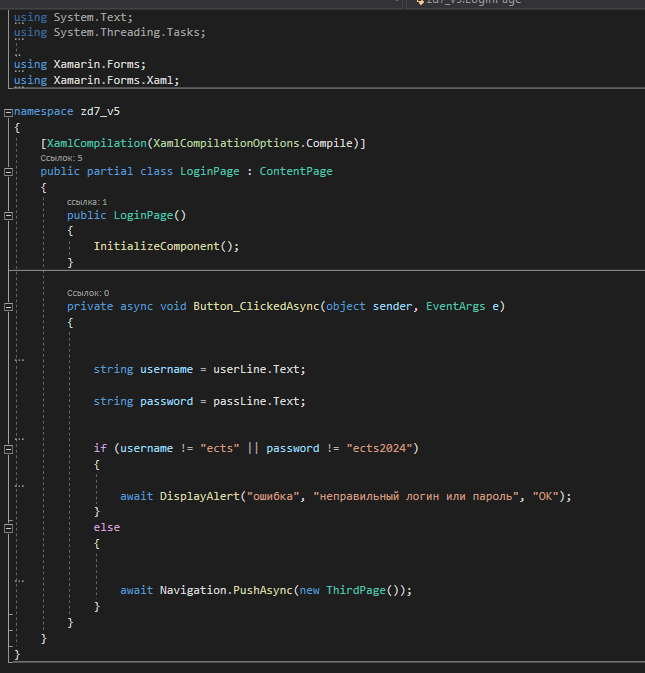 zd7_v5.LoginPage
using System.Text;
using System.Threading.Tasks;
using Xamarin.Forms;
using Xamarin.Forms.Xaml;
namespace zd7_v5
{
[XamlCompilation(XamlCompilationOptions.Compile)]
Ссылок: 5
public partial class LoginPage : ContentPage
{
ссылка: 1
public LoginPage()
{
InitializeComponent();
}
Ссылок: 0
private async void Button_ClickedAsync(object sender, EventArgs e)
{
string username = userLine.Text;
string password = passLine.Text;
if (username != "ects" || password != "ects2024")
{
await DisplayAlert("ошибка", "неправильный логин или пароль", "OK");
}
else
{
await Navigation.PushAsync(new ThirdPage());
}
}
}
}